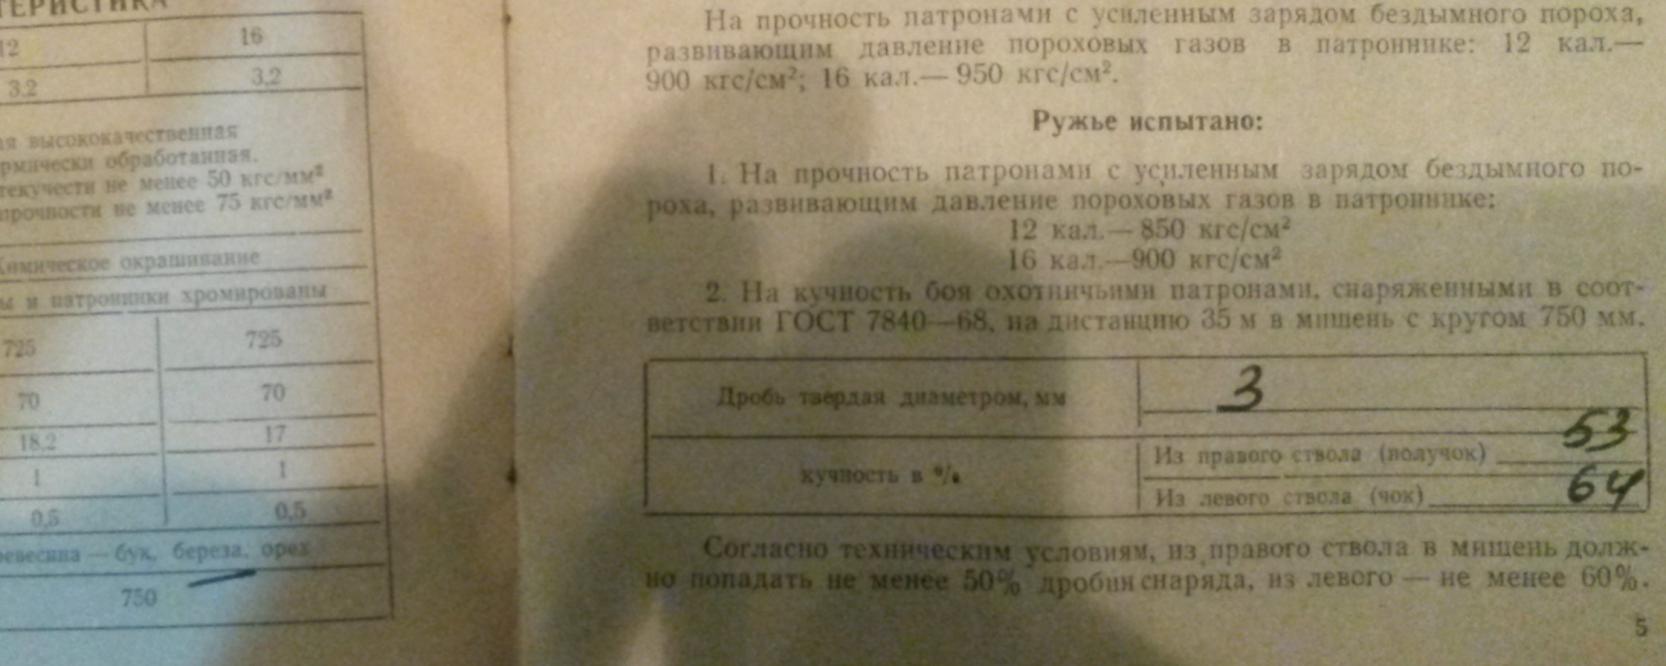 ТЕРИСТИКА
12 16
3.2 3,2
ая высококачественная
рмически обработанная.
текучести не менее 50 кгс/мм²
прочности не менее 75 кгс/мм²
Химическое окрашивание
ы и патронники хромированы
725 725
70 70
18,2 17
1 1
0,5 0,5
ревесина — бук, береза, орех
750
На прочность патронами с усиленным зарядом бездымного пороха,
развивающим давление пороховых газов в патроннике: 12 кал.—
900 кгс/см²; 16 кал.— 950 кгс/см².
Ружье испытано:
1. На прочность патронами с усиленным зарядом бездымного по-
роха, развивающим давление пороховых газов в патроннике:
12 кал.— 850 кгс/см²
16 кал.—900 кгс/см²
2. На кучность боя охотничьими патронами, снаряженными в соот-
ветствии ГОСТ 7840—68, на дистанцию 35 м в мишень с кругом 750 мм.
Дробь твердая диаметром, мм 3
кучность в %
Из правого ствола (получок) 53
Из левого ствола (чок) 64
Согласно техническим условиям, из правого ствола в мишень долж-
но попадать не менее 50% дробин снаряда, из левого — не менее 60%.
5